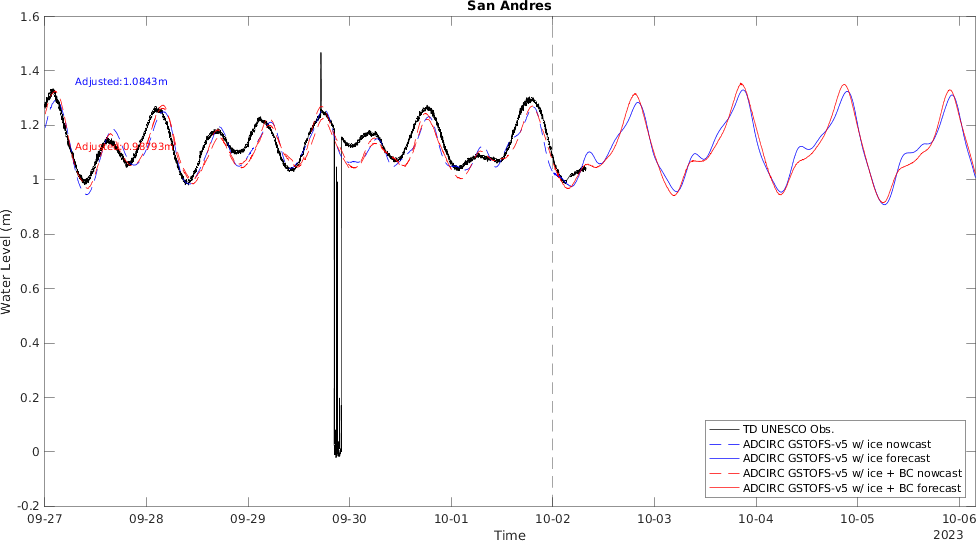 San Andres
1.6
1.4
1.2
1
0.8
0.6
0.4
0.2
0
-0.2
Water Level (m)
Adjusted:1.0843m
Adjusted:0.98793m
TD UNESCO Obs.
ADCIRC GSTOFS-v5 w/ ice nowcast
ADCIRC GSTOFS-v5 w/ ice forecast
ADCIRC GSTOFS-v5 w/ ice + BC nowcast
ADCIRC GSTOFS-v5 w/ ice + BC forecast
09-27 09-28 09-29 09-30 10-01 10-02 10-03 10-04 10-05 10-06
Time
2023